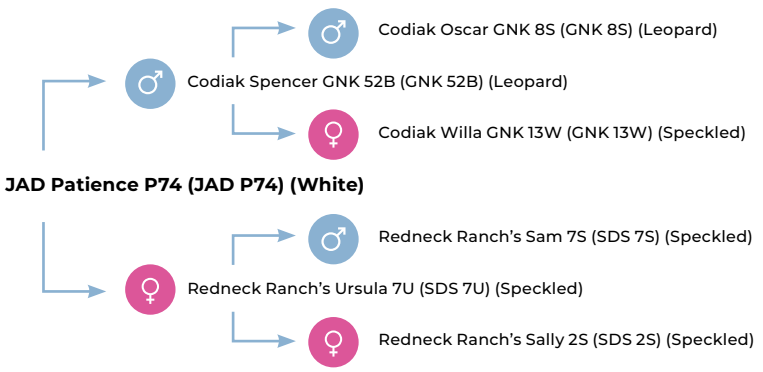 Codiak Oscar GNK 8S (GNK 8S) (Leopard)
Codiak Spencer GNK 52B (GNK 52B) (Leopard)
Codiak Willa GNK 13W (GNK 13W) (Speckled)
JAD Patience P74 (JAD P74) (White)
Redneck Ranch’s Sam 7S (SDS 7S) (Speckled)
Redneck Ranch’s Ursula 7U (SDS 7U) (Speckled)
Redneck Ranch’s Sally 2S (SDS 2S) (Speckled)